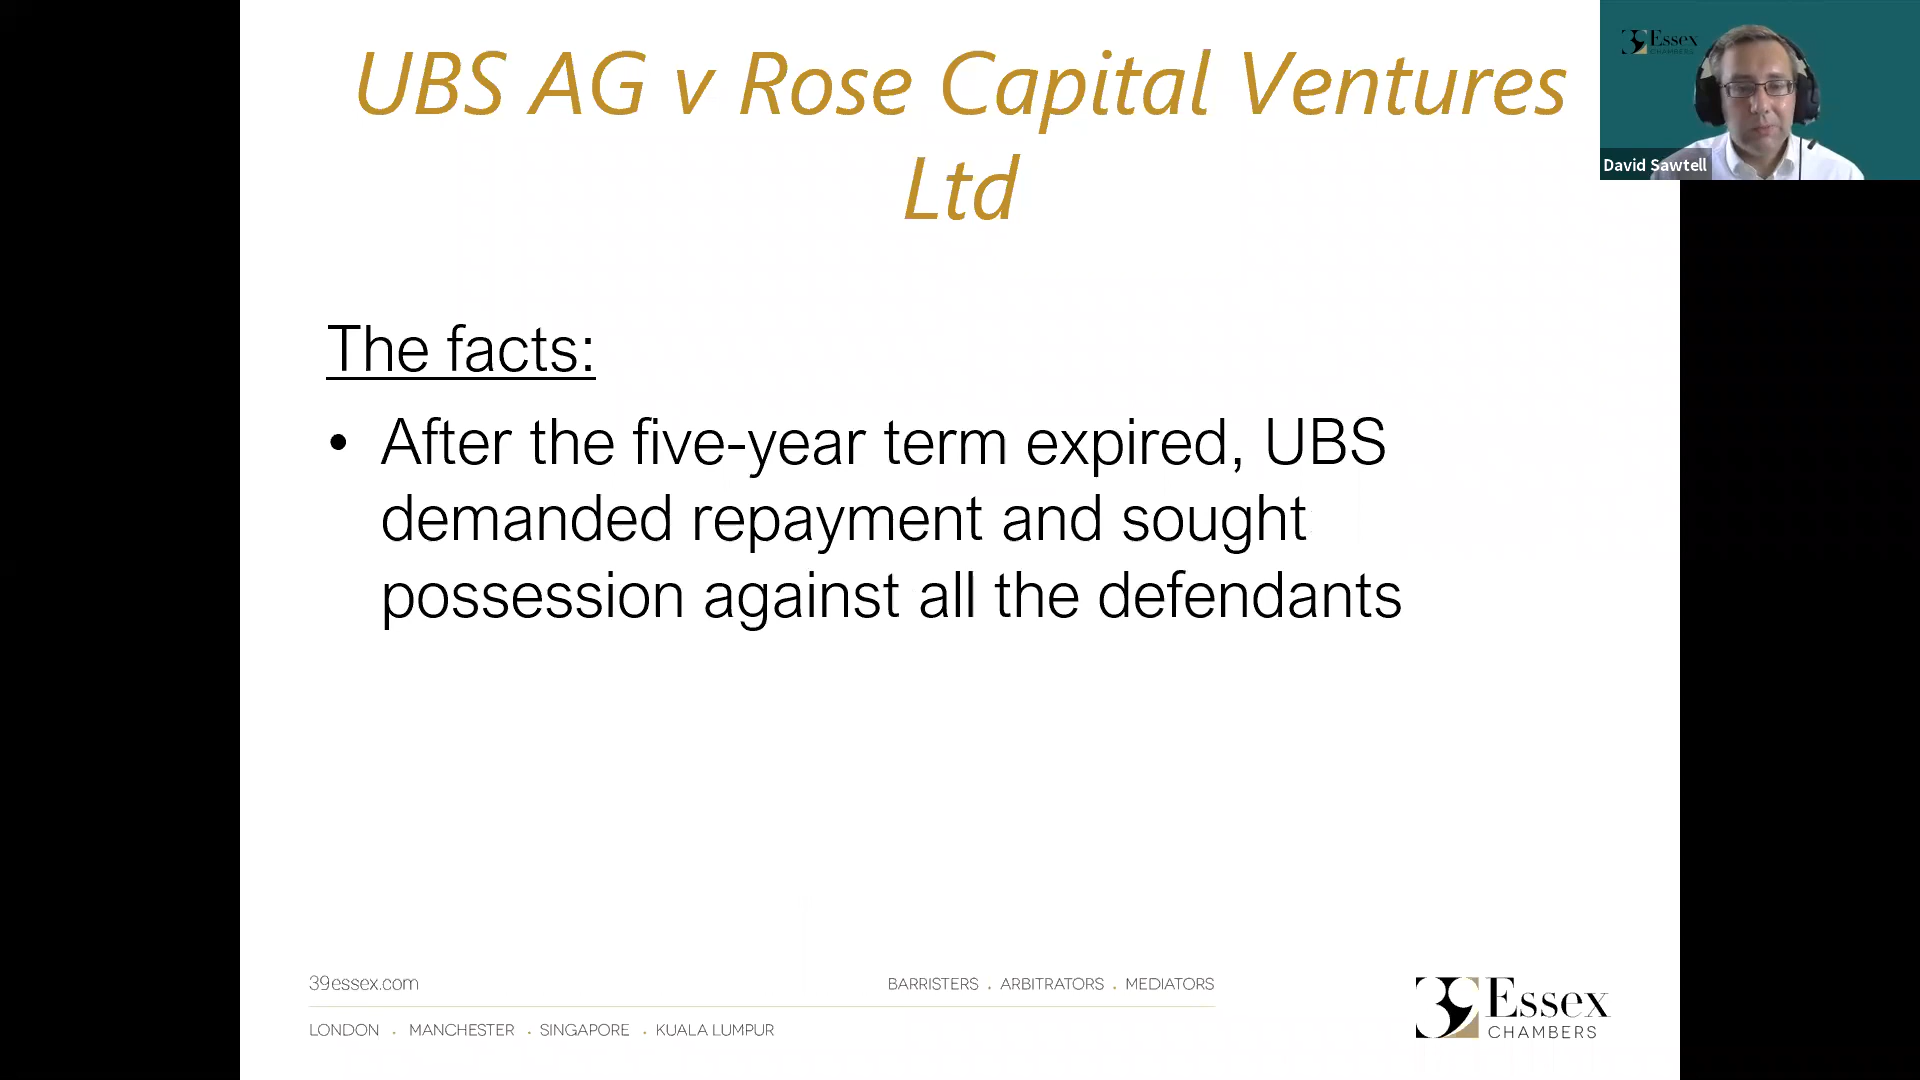 UBS AG v Rose Capital Ventures
Ltd
39 Essex
CHAMBERS
David Sawtell
The facts:
• After the five-year term expired, UBS
demanded repayment and sought
possession against all the defendants
39essex.com
BARRISTERS . ARBITRATORS . MEDIATORS
LONDON . MANCHESTER . SINGAPORE . KUALA LUMPUR
39 Essex
CHAMBERS